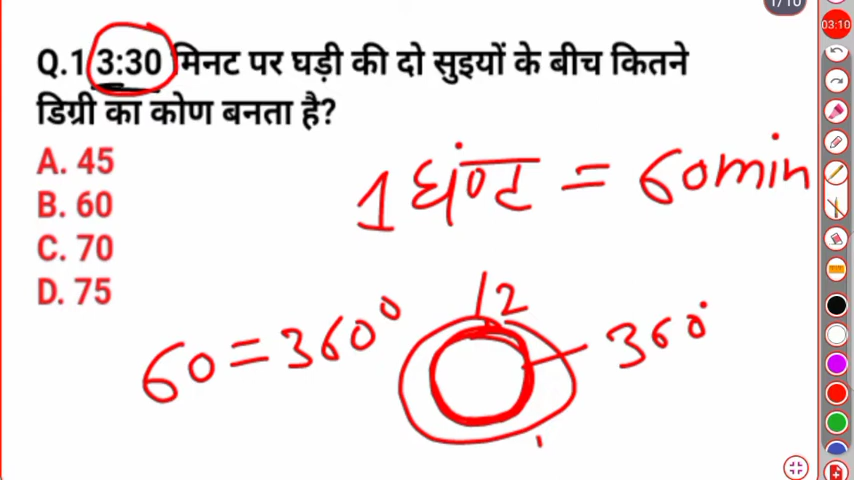 1/10
03:10
Q.1 3:30 मिनट पर घड़ी की दो सुइयों के बीच कितने
डिग्री का कोण बनता है?
A. 45
B. 60
C. 70
D. 75
1 घंण्टा = 60min
12
60=360°
360°